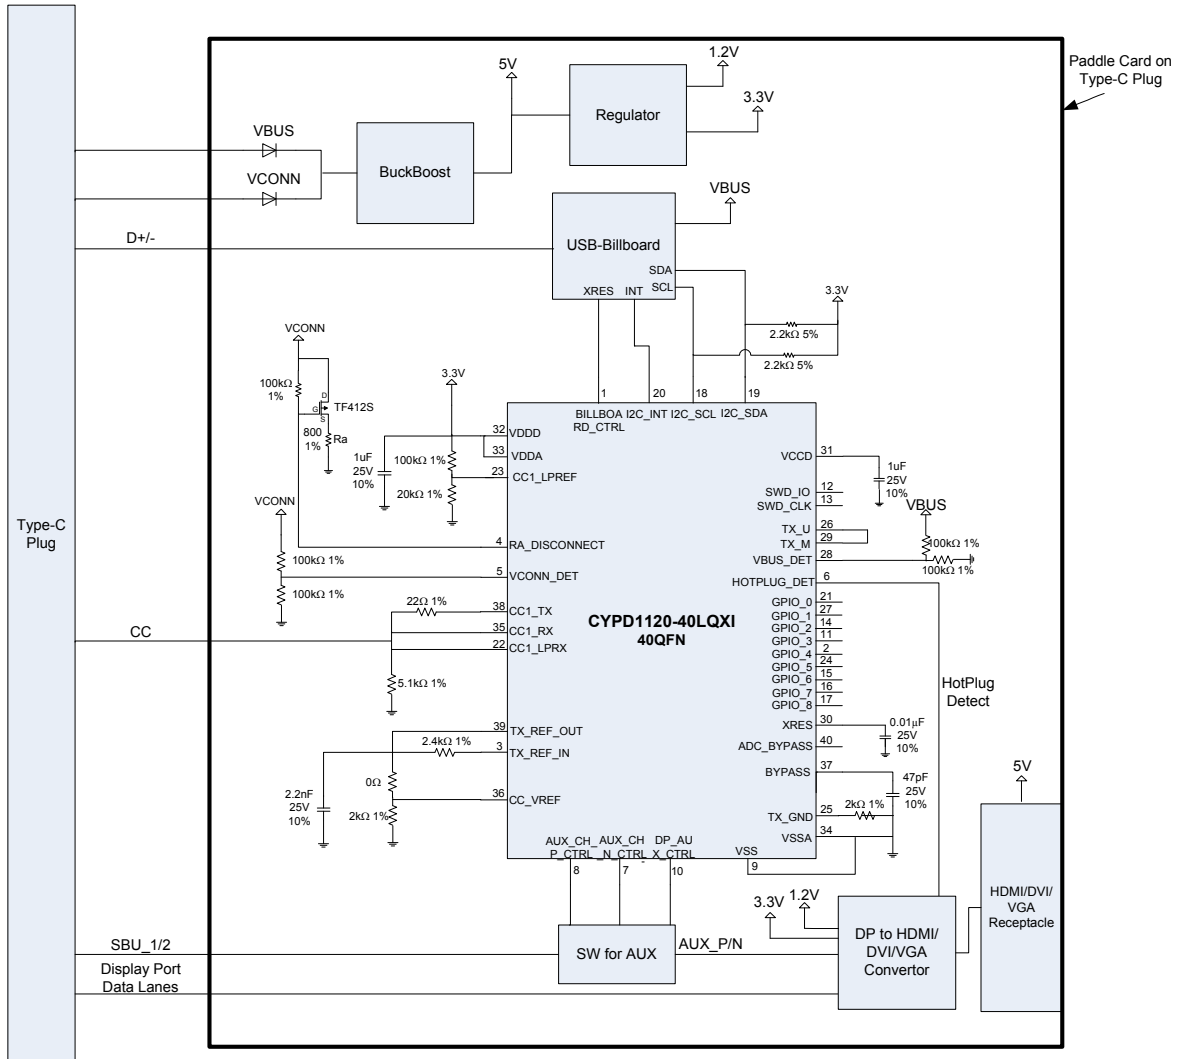 Paddle Card on
Type-C Plug
1.2V
5V
3.3V
Regulator
VBUS
BuckBoost
VCONN
VBUS
D+/-
USB-Billboard
SDA
SCL
XRES
INT
3.3V
2.2kΩ 5%
2.2kΩ 5%
VCONN
100kΩ
1%
D
G
S
TF412S
800
1%
Ra
3.3V
1
20
18
19
BILLBOA
RD_CTRL
I2C_INT
I2C_SCL
I2C_SDA
32
VDDD
33
VDDA
23
CC1_LPREF
1uF
25V
10%
100kΩ 1%
20kΩ 1%
VCCD
31
1uF
25V
10%
SWD_IO
12
SWD_CLK
13
VBUS
TX_U
26
TX_M
29
VBUS_DET
28
100kΩ 1%
100kΩ 1%
HOTPLUG_DET
6
VCONN
4
RA_DISCONNECT
100kΩ 1%
5
VCONN_DET
100kΩ 1%
Type-C
Plug
22Ω 1%
38
CC1_TX
35
CC1_RX
22
CC1_LPRX
CC
5.1kΩ 1%
CYPD1120-40LQXI
40QFN
GPIO_0
21
GPIO_1
27
GPIO_2
14
GPIO_3
11
GPIO_4
2
GPIO_5
24
GPIO_6
15
GPIO_7
16
GPIO_8
17
HotPlug
Detect
39
TX_REF_OUT
2.4kΩ 1%
3
TX_REF_IN
0Ω
2.2nF
25V
10%
36
CC_VREF
2kΩ 1%
XRES
30
0.01µF
25V
10%
ADC_BYPASS
40
BYPASS
37
47pF
25V
10%
TX_GND
25
2kΩ 1%
VSSA
34
5V
AUX_CH_
P_CTRL
AUX_CH
_N_CTRL
DP_AU
X_CTRL
VSS
8
7
10
9
HDMI/DVI/
VGA
Receptacle
3.3V
1.2V
SBU_1/2
SW for AUX
AUX_P/N
DP to HDMI/
DVI/VGA
Convertor
Display Port
Data Lanes